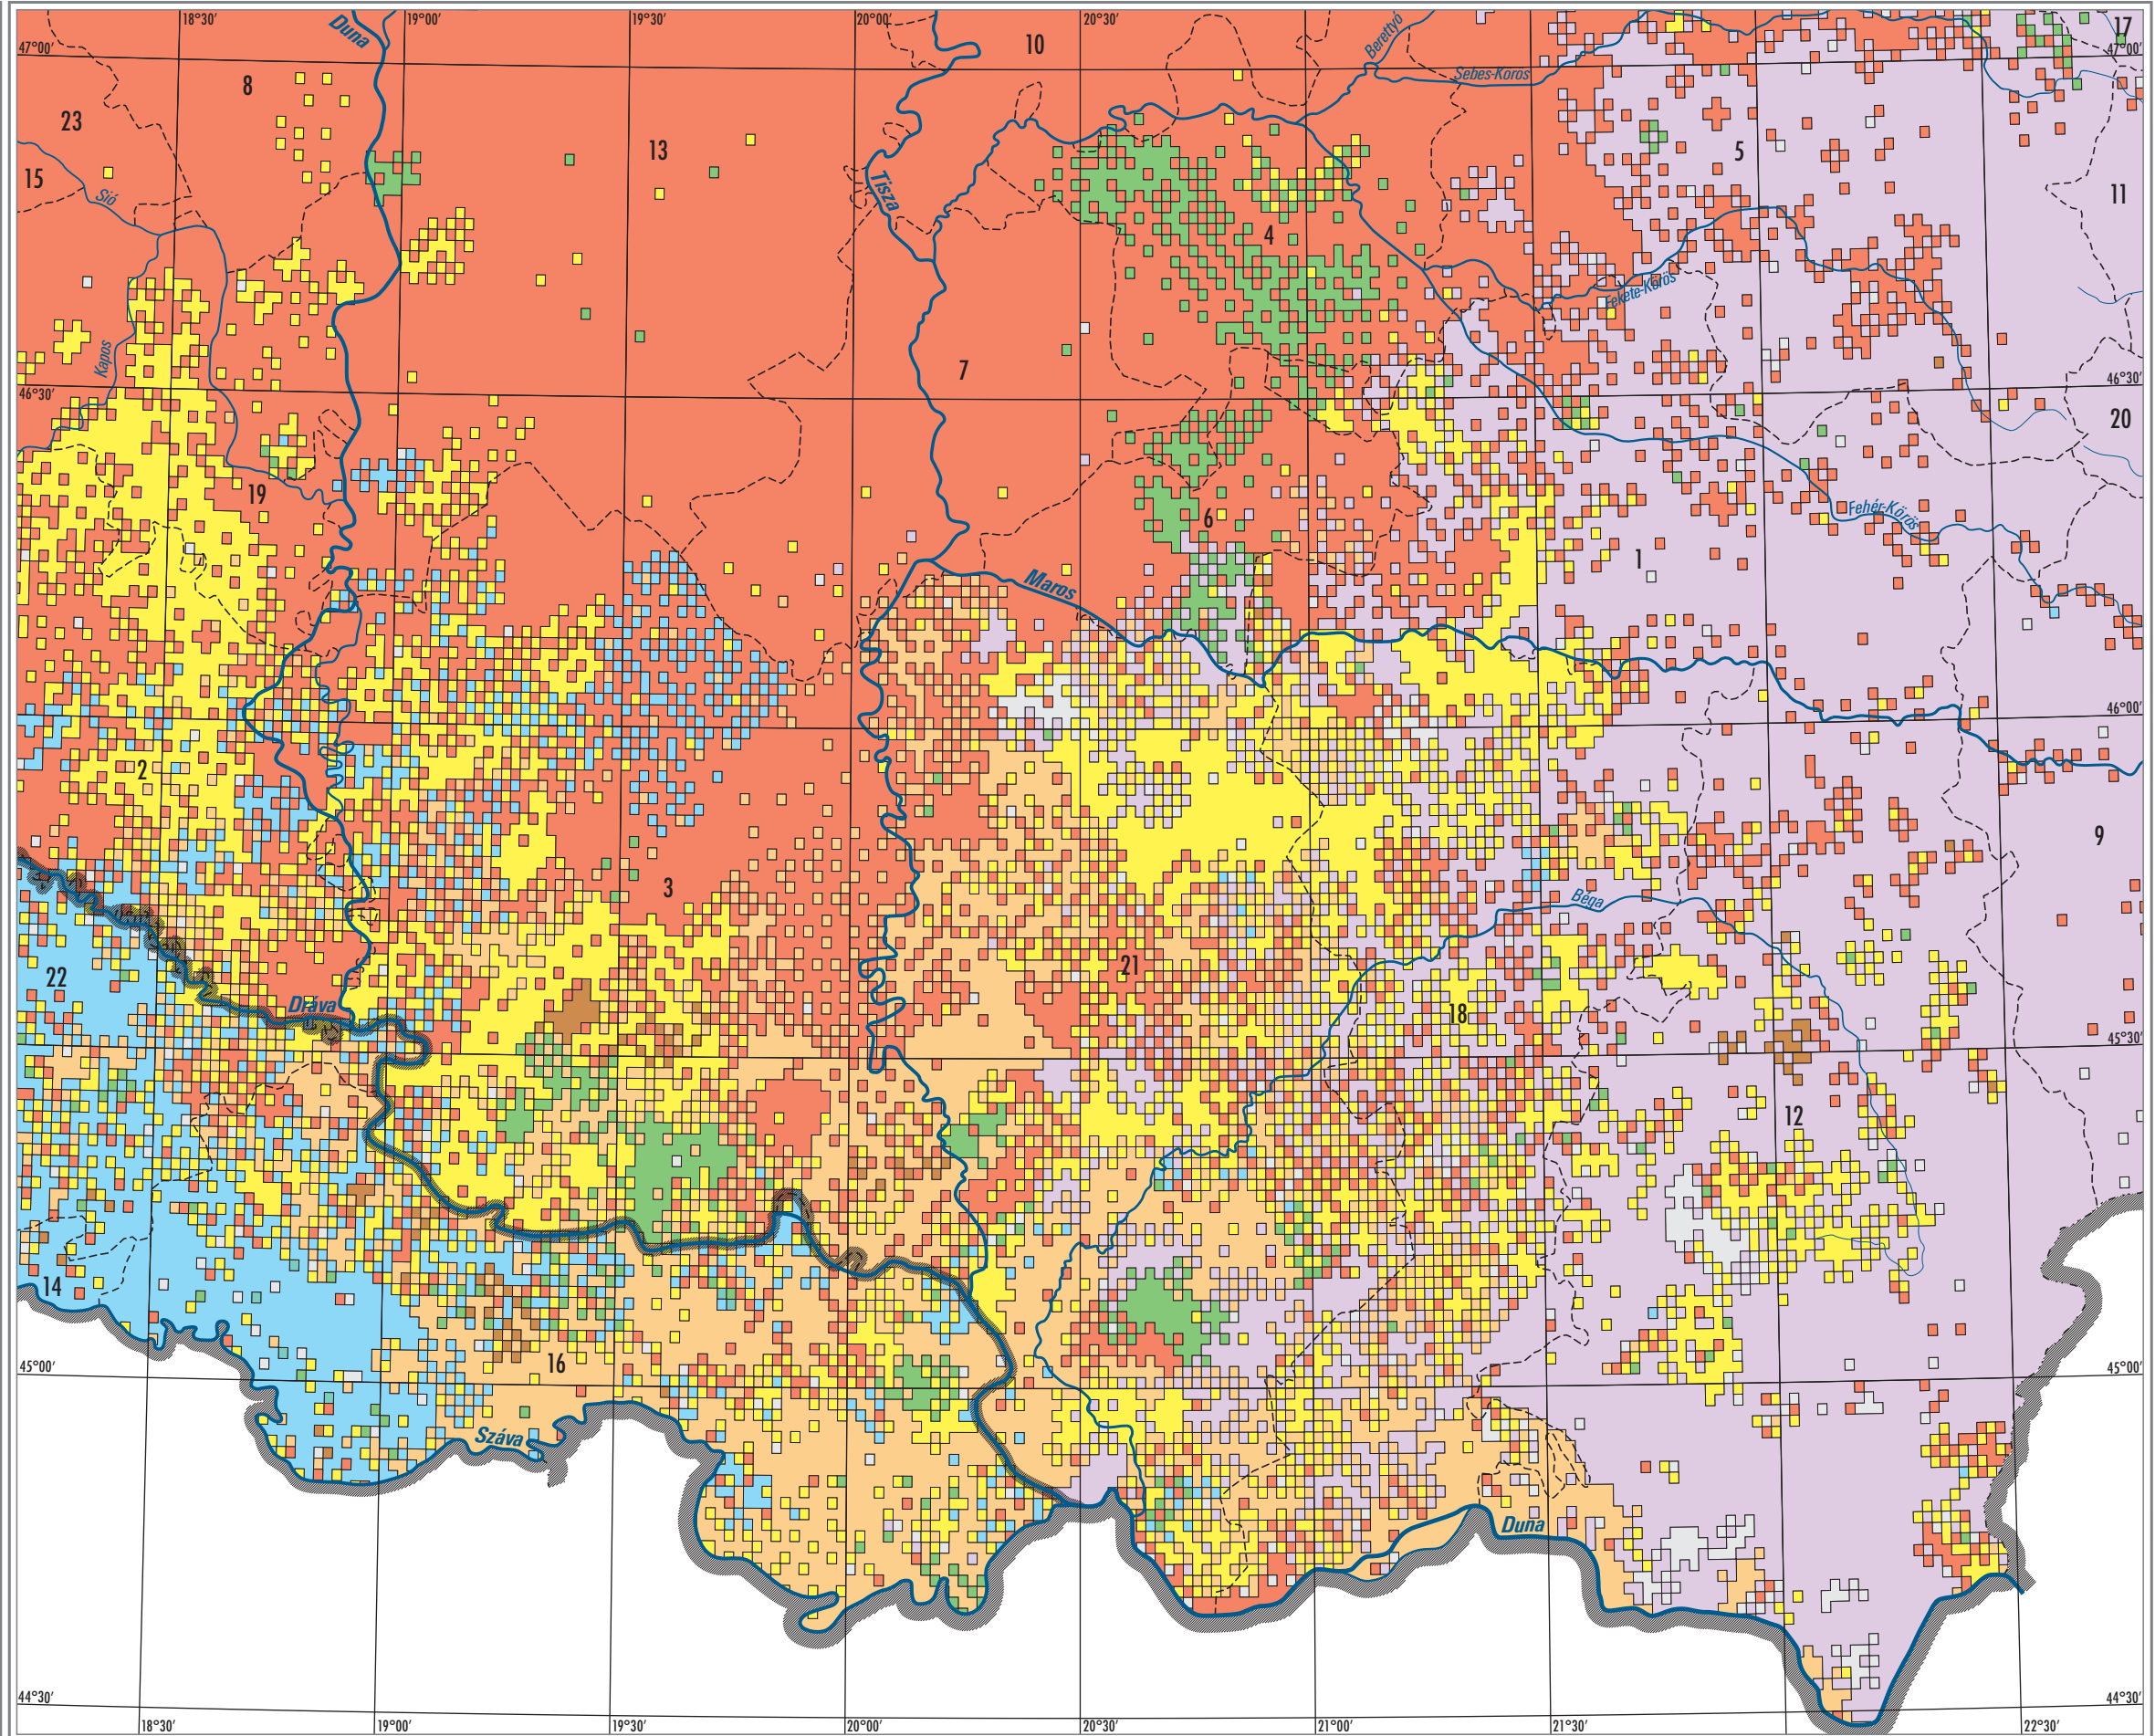 18°30′ 19°00′ 19°30′ 20°00′ 20°30′
47°00′ 47°00′
Duna
8
10
17
Berettyó
Sebes-Körös
23
13
5
15
Sió
Tisza
11
4
Fekete-Körös
Kapos
7
46°30′ 46°30′
20
19
6
Fehér-Körös
1
Maros
46°00′
2
9
3
Béga
21
22
18
Dráva
45°30′
12
14
16
45°00′ 45°00′
Száva
Duna
44°30′ 44°30′
18°30′ 19°00′ 19°30′ 20°00′ 20°30′ 21°00′ 21°30′ 22°30′